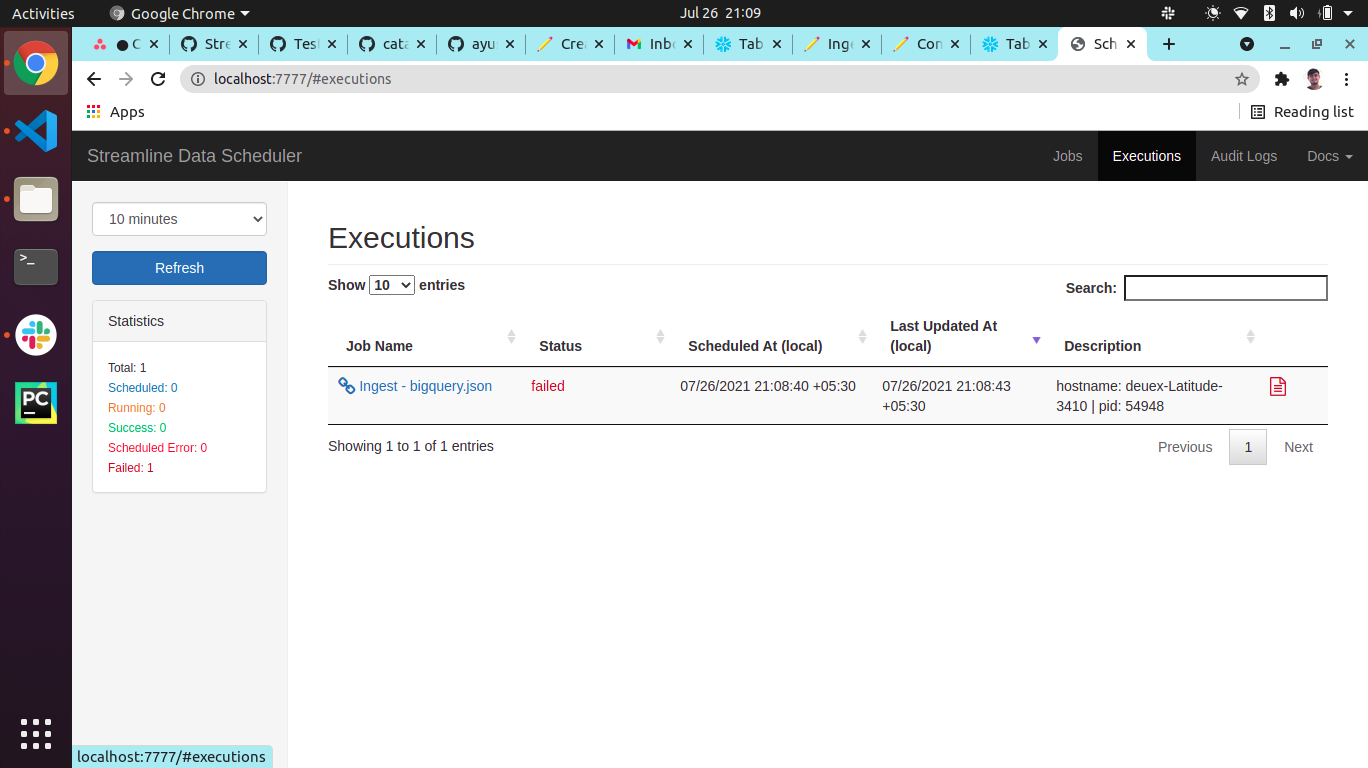 Activities
Google Chrome
Jul 26 21:09
C
Stre
Tes
cata
ayus
Crea
Inbo
Tab
Inge
Con
Tab
Sch
localhost:7777/#executions
Apps
Reading list
Streamline Data Scheduler
Jobs
Executions
Audit Logs
Docs
10 minutes
Refresh
Statistics
Total: 1
Scheduled: 0
Running: 0
Success: 0
Scheduled Error: 0
Failed: 1
Executions
Show 10 entries
Search:
Job Name
Status
Scheduled At (local)
Last Updated At
(local)
Description
Ingest - bigquery.json
failed
07/26/2021 21:08:40 +05:30
07/26/2021 21:08:43
+05:30
hostname: deuex-Latitude-
3410 | pid: 54948
Showing 1 to 1 of 1 entries
Previous
1
Next
>_
PC
localhost:7777/#executions